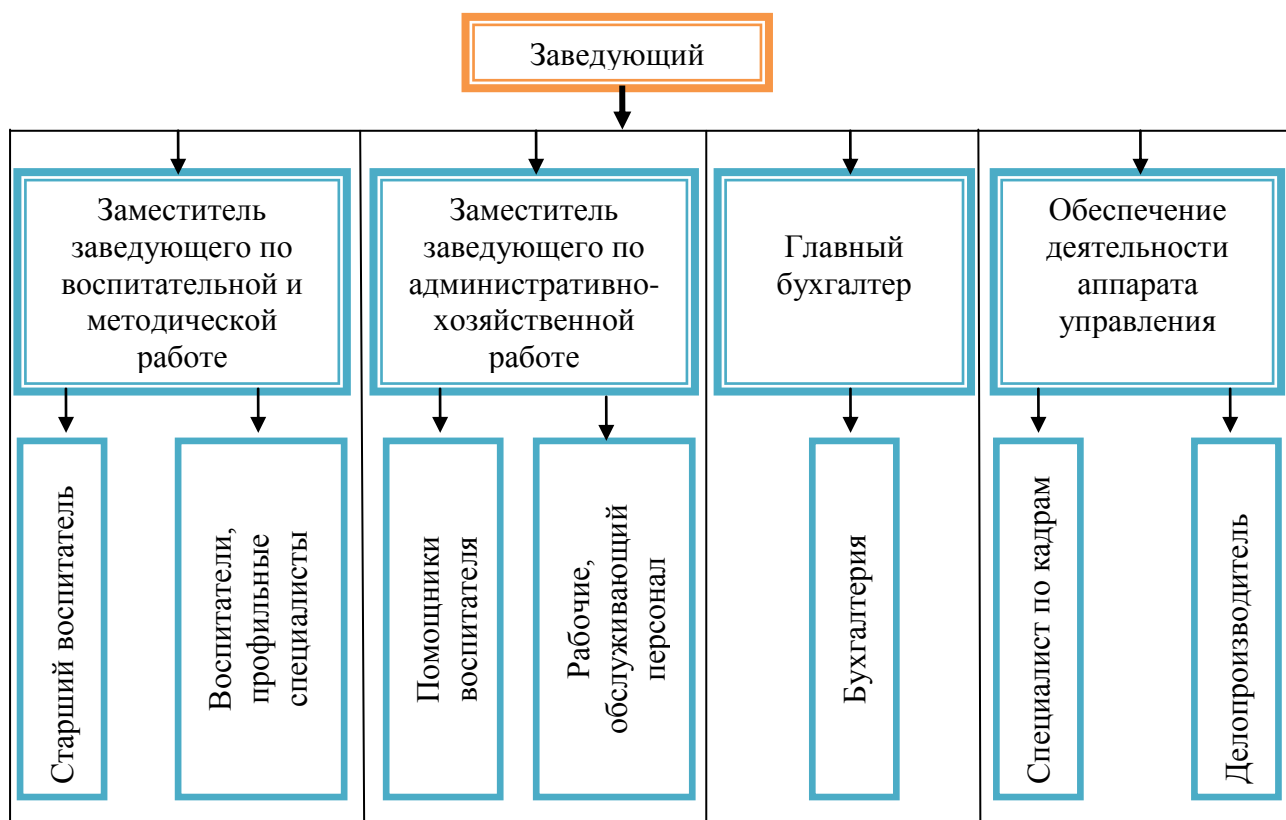 Заведующий
Заместитель
заведующего по
воспитательной и
методической
работе
Заместитель
заведующего по
административно-
хозяйственной
работе
Главный
бухгалтер
Обеспечение
деятельности
аппарата
управления
Старший воспитатель
Воспитатели,
профильные
специалисты
Помощники
воспитателя
Рабочие,
обслуживающий
персонал
Бухгалтерия
Специалист по кадрам
Делопроизводитель